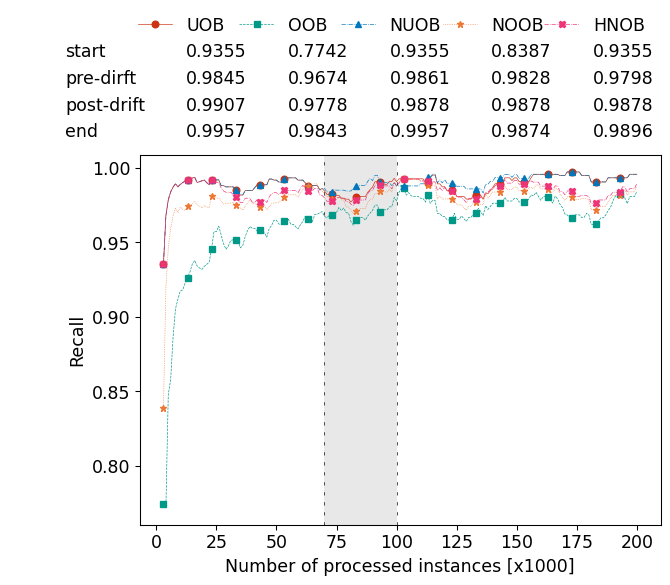 UOB OOB NUOB NOOB HNOB
start 0.9355 0.7742 0.9355 0.8387 0.9355
pre-dirft 0.9845 0.9674 0.9861 0.9828 0.9798
post-drift 0.9907 0.9778 0.9878 0.9878 0.9878
end 0.9957 0.9843 0.9957 0.9874 0.9896
1.00
0.95
0.90
0.85
0.80
Recall
0 25 50 75 100 125 150 175 200
Number of processed instances [x1000]